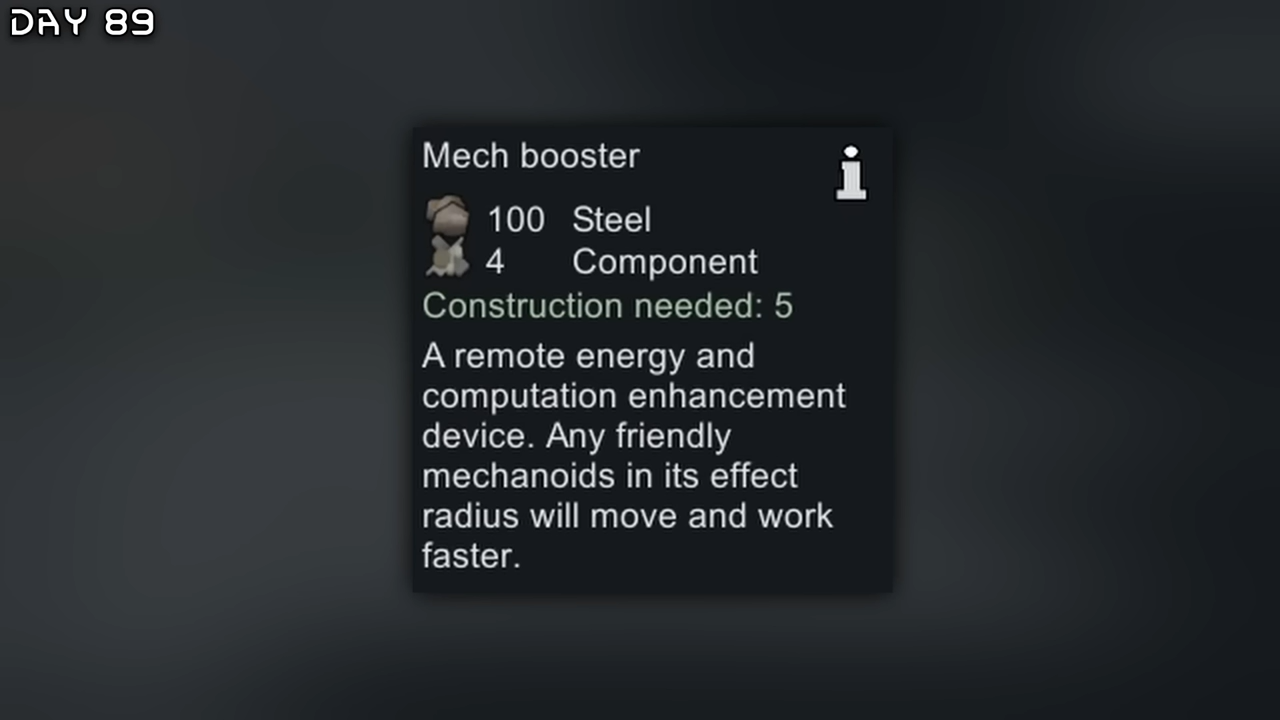 DAY 89
Mech booster
100 Steel
4 Component
Construction needed: 5
A remote energy and
computation enhancement
device. Any friendly
mechanoids in its effect
radius will move and work
faster.